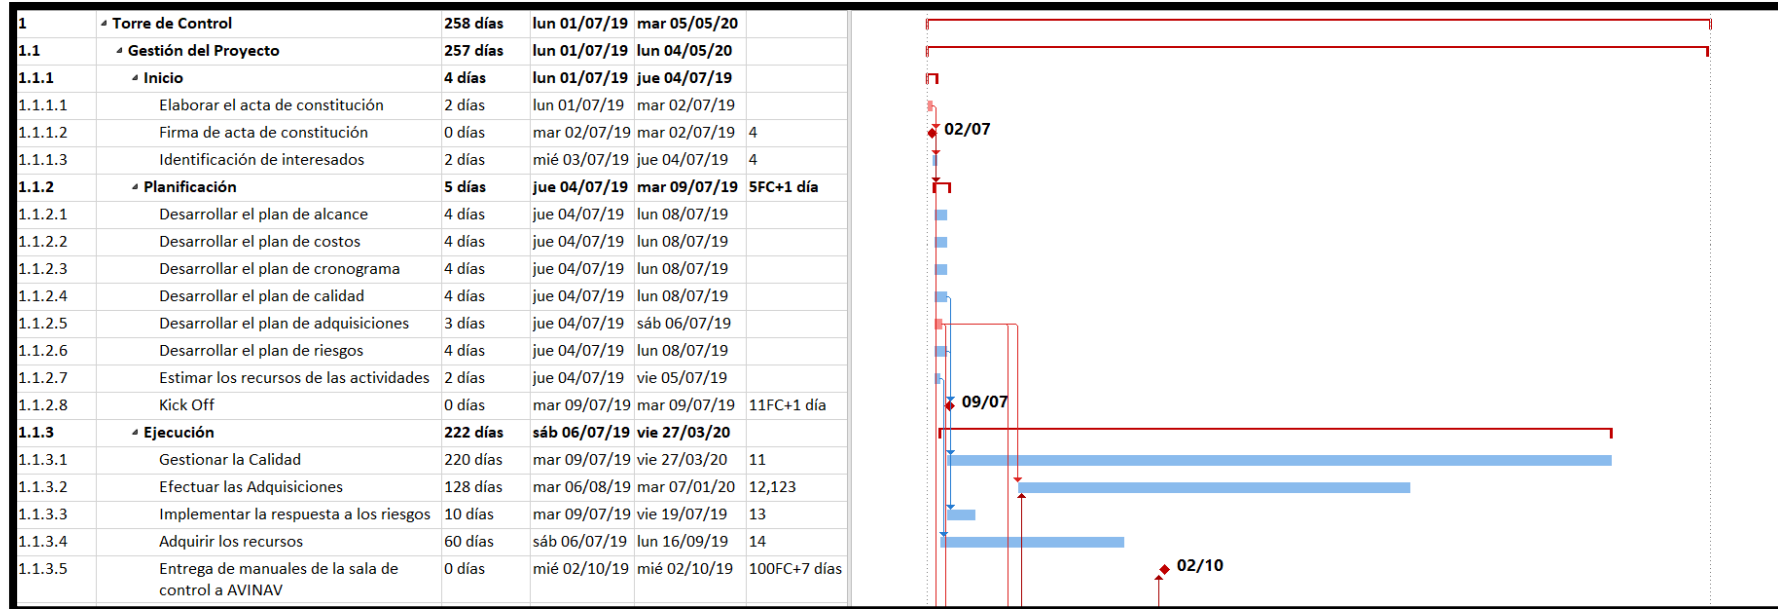 1 Torre de Control 258 días lun 01/07/19 mar 05/05/20
1.1 Gestión del Proyecto 257 días lun 01/07/19 lun 04/05/20
1.1.1 Inicio 4 días lun 01/07/19 jue 04/07/19
1.1.1.1 Elaborar el acta de constitución 2 días lun 01/07/19 mar 02/07/19
1.1.1.2 Firma de acta de constitución 0 días mar 02/07/19 mar 02/07/19 4 02/07
1.1.1.3 Identificación de interesados 2 días mié 03/07/19 jue 04/07/19 4
1.1.2 Planificación 5 días jue 04/07/19 mar 09/07/19 5FC+1 día
1.1.2.1 Desarrollar el plan de alcance 4 días jue 04/07/19 lun 08/07/19
1.1.2.2 Desarrollar el plan de costos 4 días jue 04/07/19 lun 08/07/19
1.1.2.3 Desarrollar el plan de cronograma 4 días jue 04/07/19 lun 08/07/19
1.1.2.4 Desarrollar el plan de calidad 4 días jue 04/07/19 lun 08/07/19
1.1.2.5 Desarrollar el plan de adquisiciones 3 días jue 04/07/19 sáb 06/07/19
1.1.2.6 Desarrollar el plan de riesgos 4 días jue 04/07/19 lun 08/07/19
1.1.2.7 Estimar los recursos de las actividades 2 días jue 04/07/19 vie 05/07/19
1.1.2.8 Kick Off 0 días mar 09/07/19 mar 09/07/19 11FC+1 día 09/07
1.1.3 Ejecución 222 días sáb 06/07/19 vie 27/03/20
1.1.3.1 Gestionar la Calidad 220 días mar 09/07/19 vie 27/03/20 11
1.1.3.2 Efectuar las Adquisiciones 128 días mar 06/08/19 mar 07/01/20 12,123
1.1.3.3 Implementar la respuesta a los riesgos 10 días mar 09/07/19 vie 19/07/19 13
1.1.3.4 Adquirir los recursos 60 días sáb 06/07/19 lun 16/09/19 14
1.1.3.5 Entrega de manuales de la sala de 0 días mié 02/10/19 mié 02/10/19 100FC+7 días 02/10
control a AVINAV